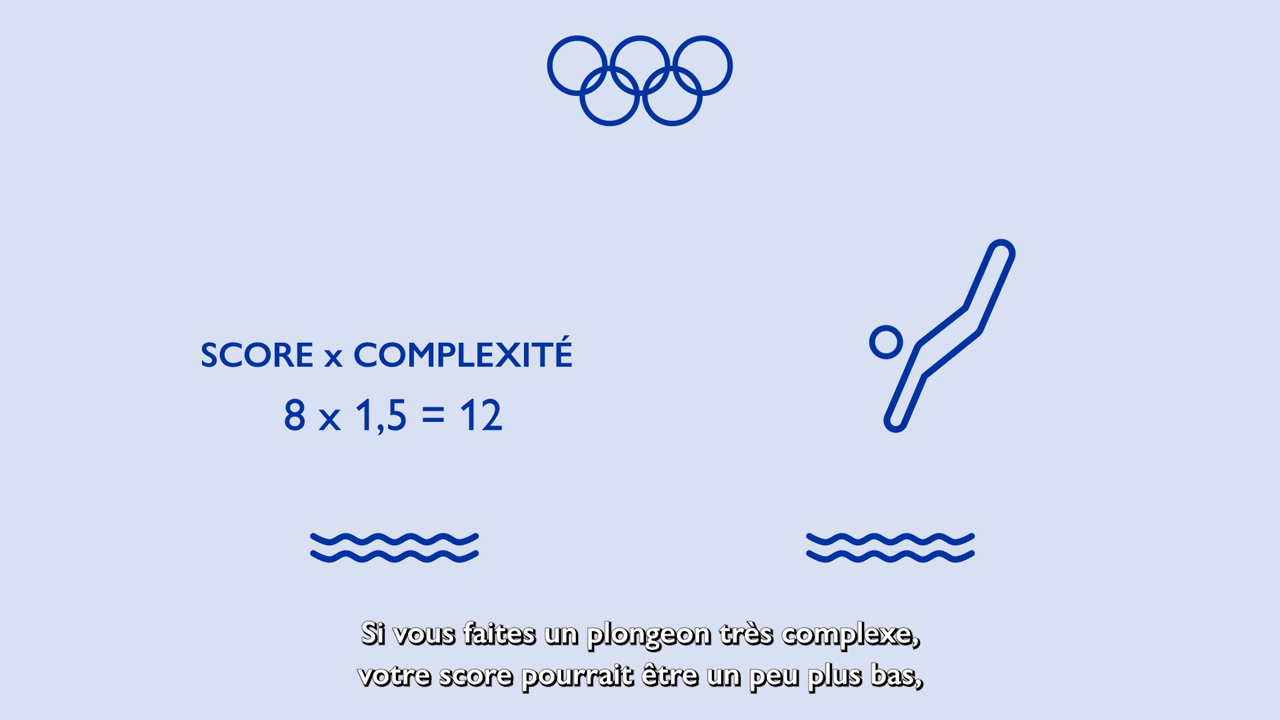 SCORE x COMPLEXITÉ
8 x 1,5 = 12
Si vous faites un plongeon très complexe,
votre score pourrait être un peu plus bas,